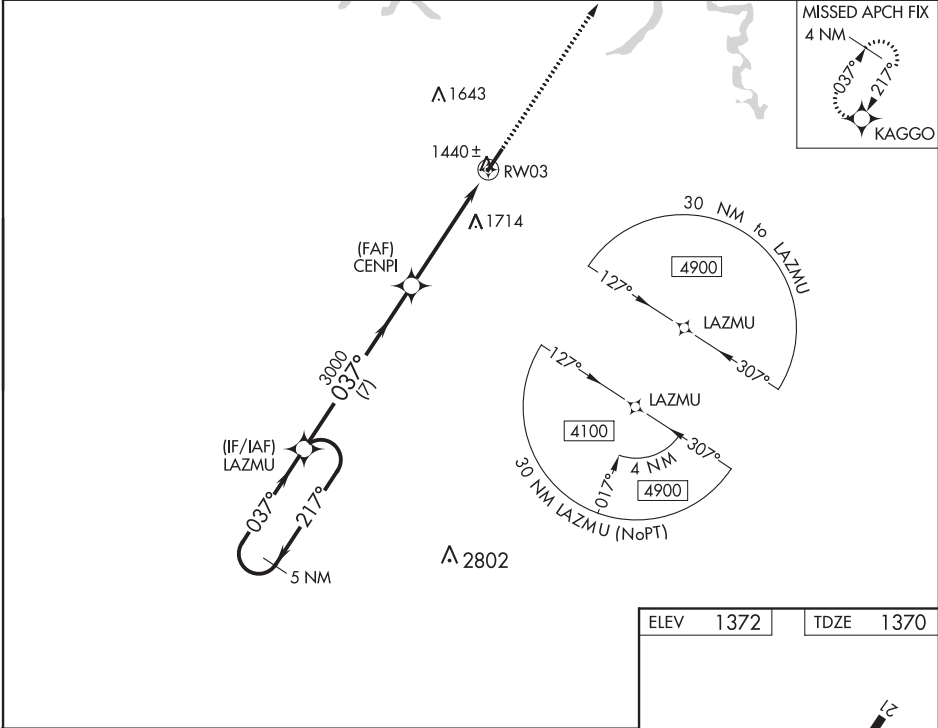 MISSED APCH FIX
4 NM
037°
217°
KAGGO
1643
1440 ±
RW03
1714
(FAF)
CENPI
30 NM to LAZMU
4900
127°
LAZMU
307°
3000
037°
(7)
127°
LAZMU
4100
307°
4 NM
017°
4900
30 NM LAZMU (NoPT)
(IF/IAF)
LAZMU
037°
217°
5 NM
2802
ELEV 1372
TDZE 1370
21